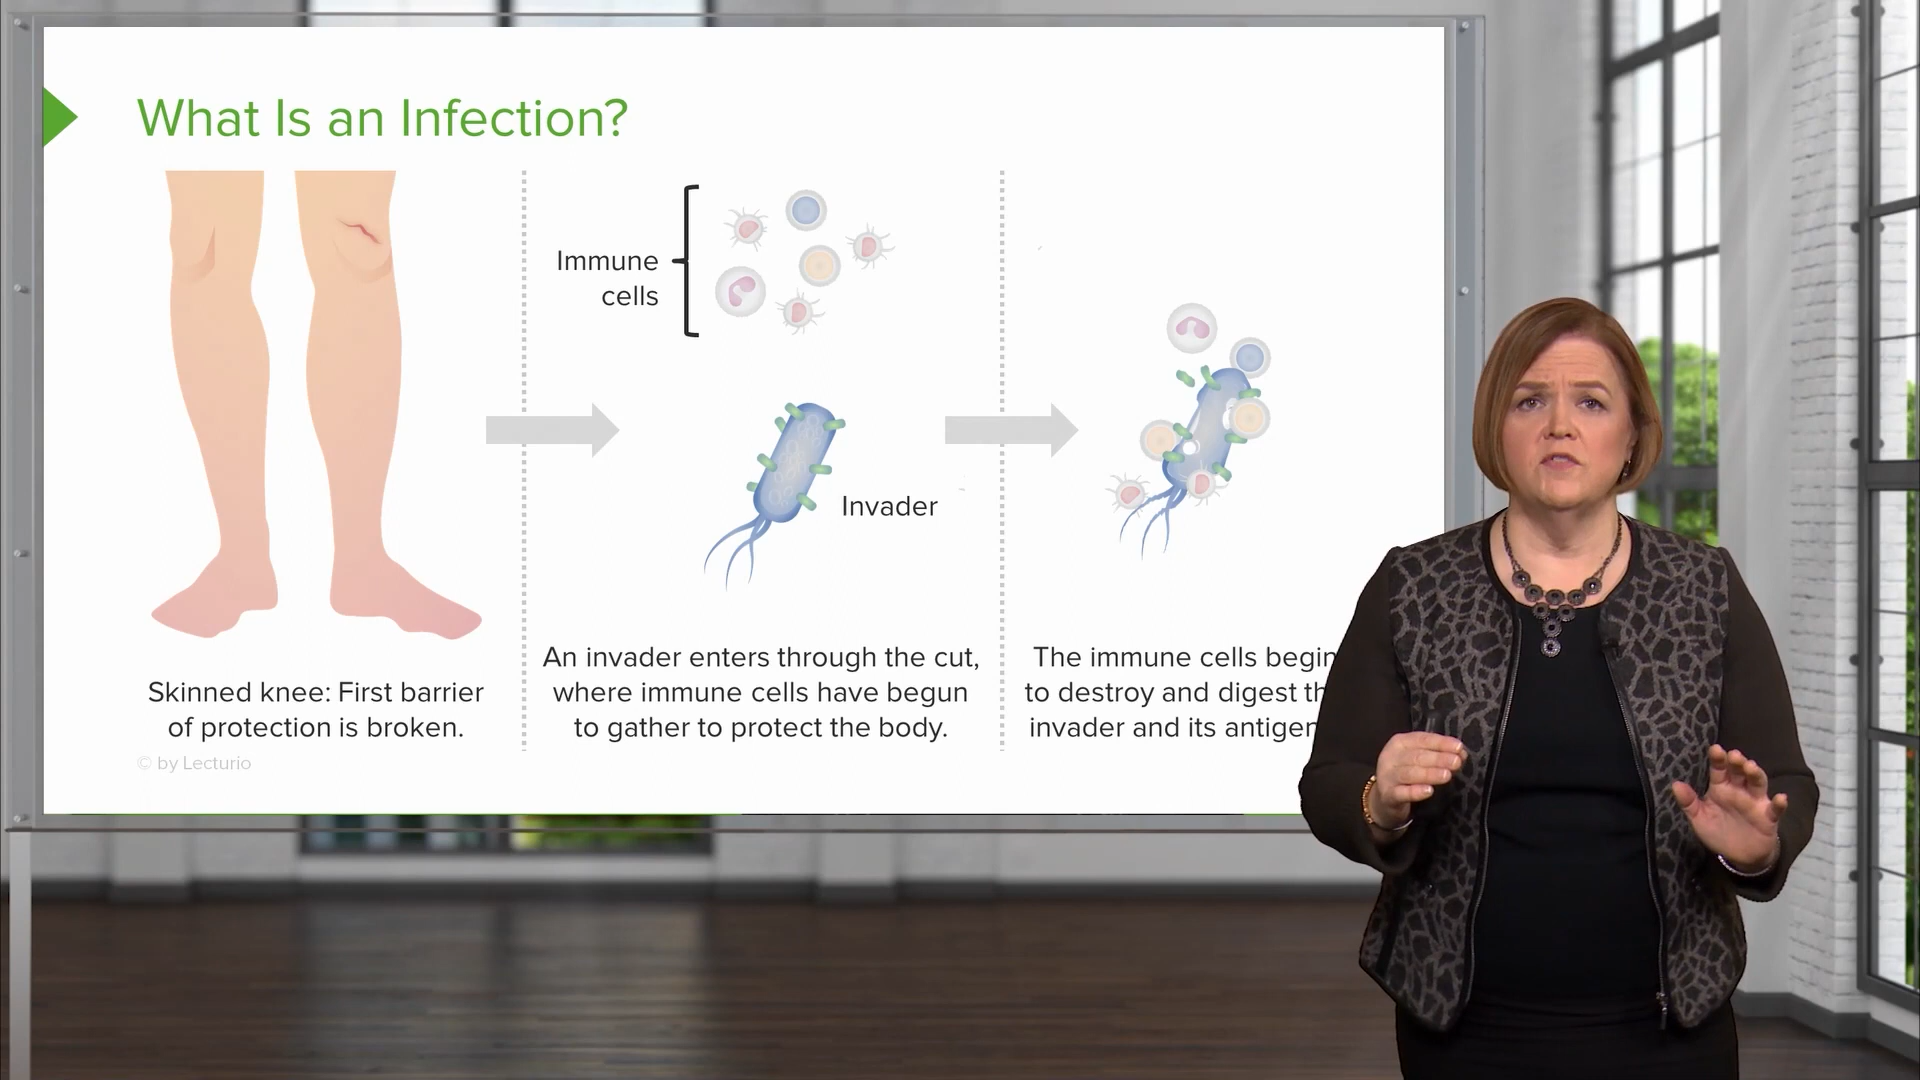 What Is an Infection?
Immune
cells
Invader
Skinned knee: First barrier
of protection is broken.
An invader enters through the cut,
where immune cells have begun
to gather to protect the body.
The immune cells begin
to destroy and digest
invader and its
© by Lecturio